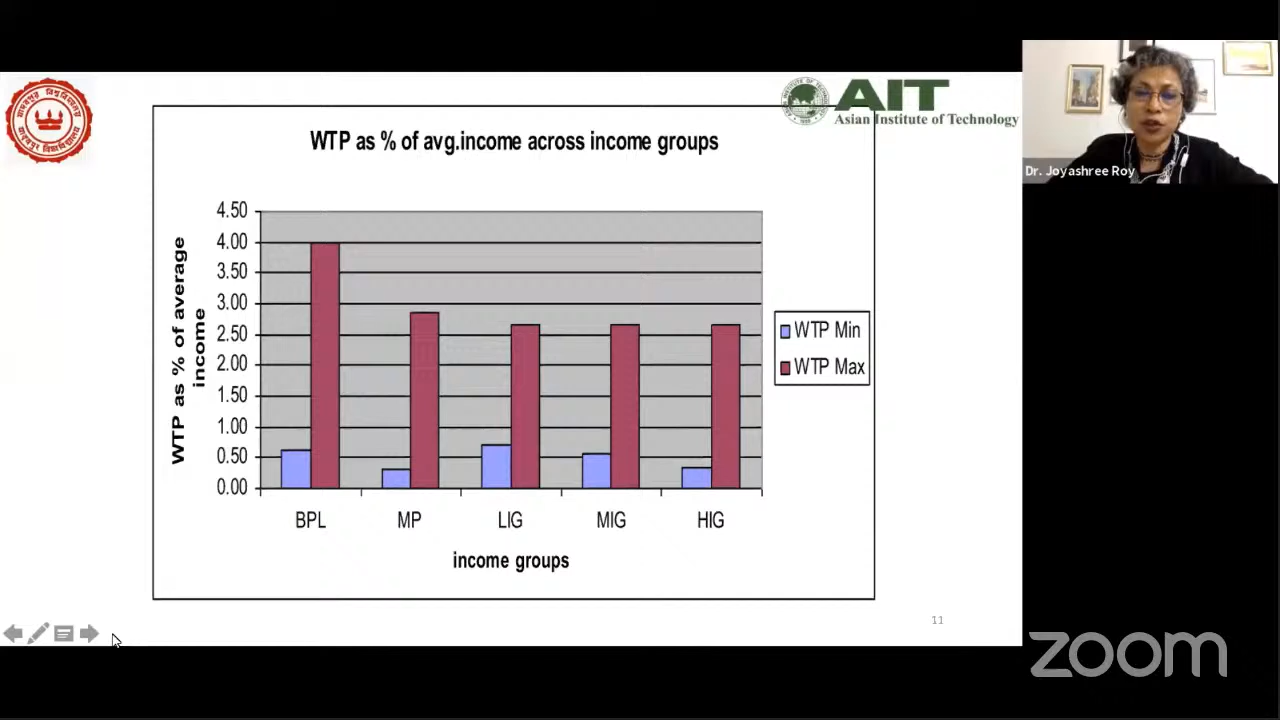 AIT
Asian Institute of Technology
Dr. Joyashree Roy
WTP as % of avg.income across income groups
WTP as % of average
income
4.50
4.00
3.50
3.00
2.50
2.00
1.50
1.00
0.50
0.00
BPL MP LIG MIG HIG
income groups
WTP Min
WTP Max
11
zoom